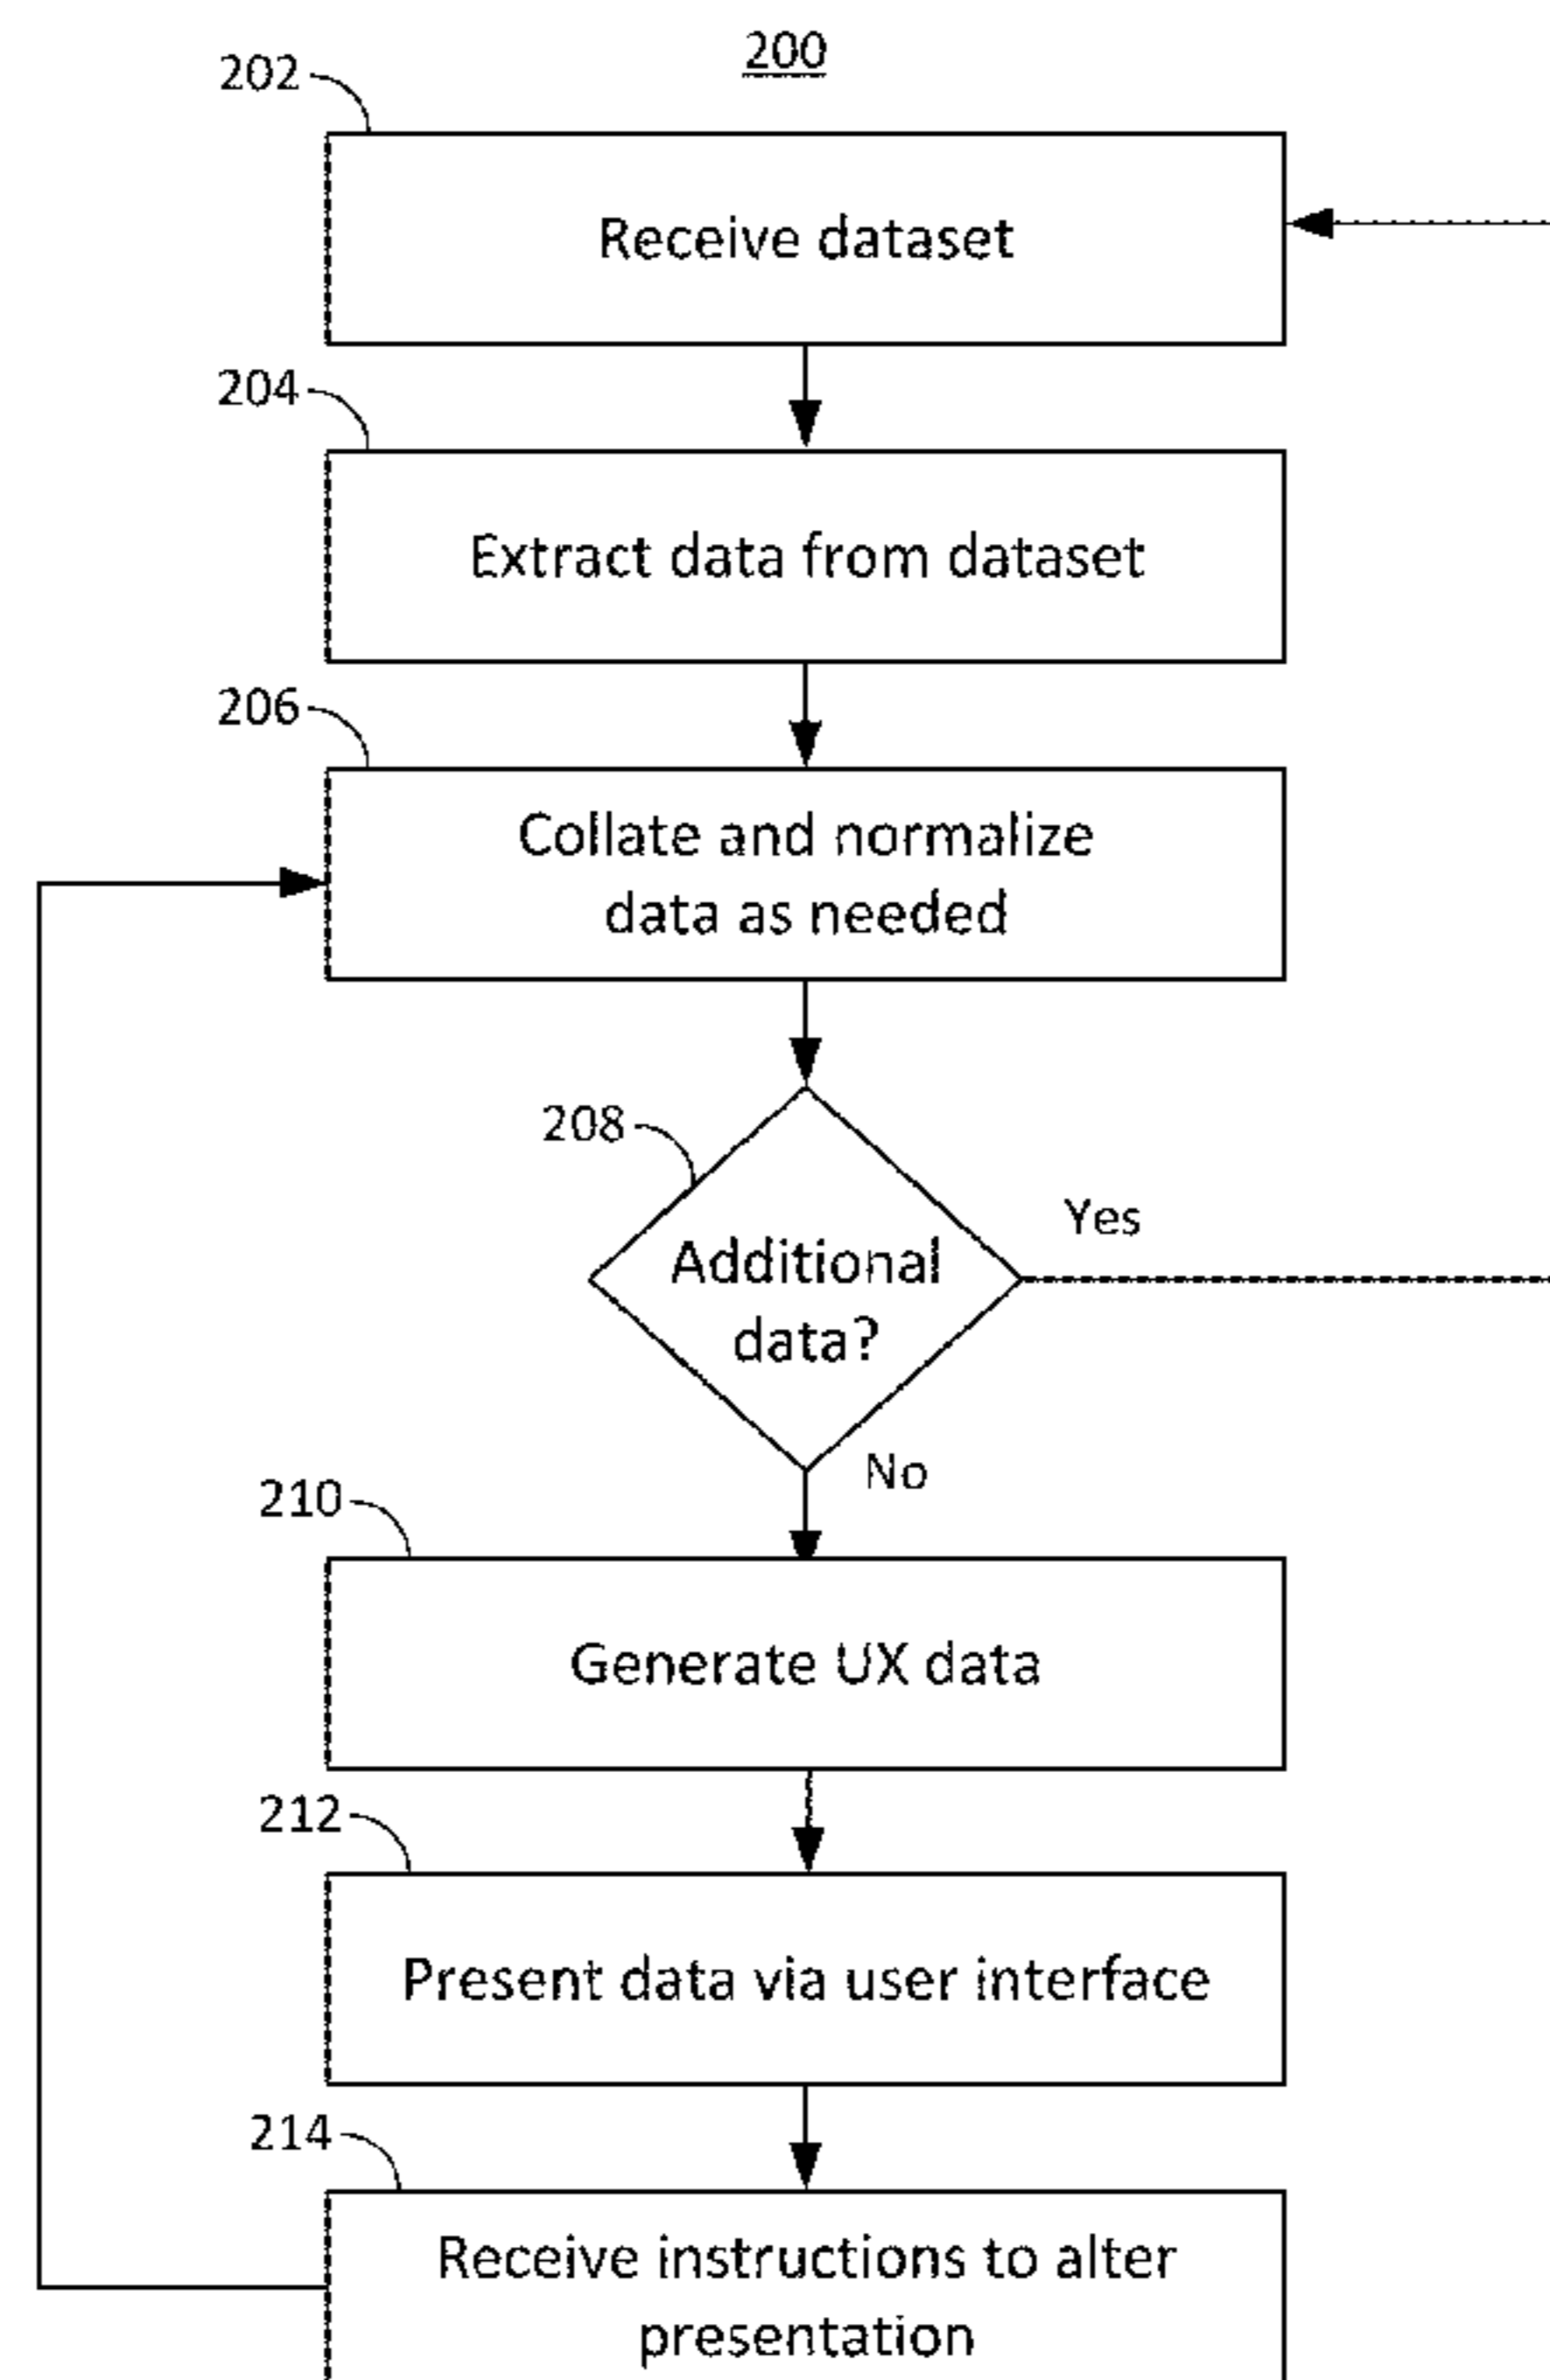 200
202
Receive dataset
204
Extract data from dataset
206
Collate and normalize
data as needed
208
Additional
data?
Yes
No
210
Generate UX data
212
Present data via user interface
214
Receive instructions to alter
presentation